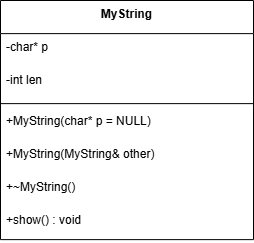 MyString
-char* p
-int len
+MyString(char* p = NULL)
+MyString(MyString& other)
+~MyString()
+show() : void